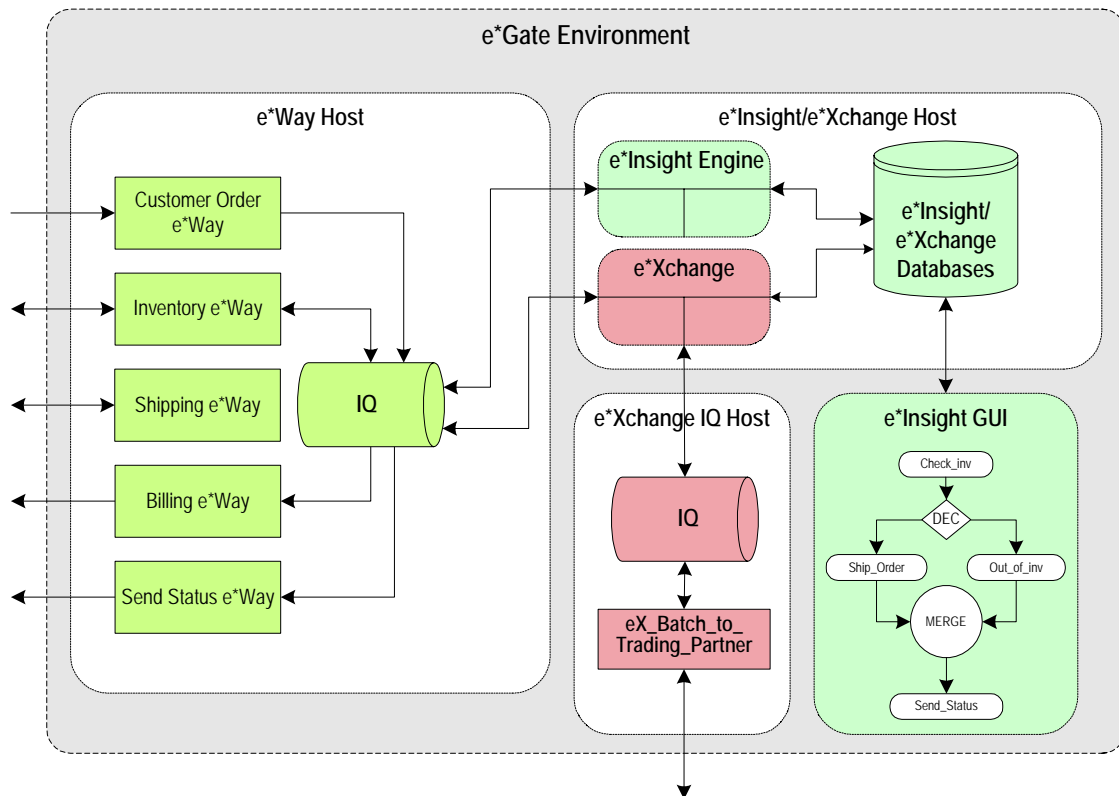 e*Gate Environment
e*Way Host
Customer Order
e*Way
Inventory e*Way
Shipping e*Way
Billing e*Way
Send Status e*Way
IQ
e*Insight/e*Xchange Host
e*Insight Engine
e*Xchange
e*Insight/
e*Xchange
Databases
e*Xchange IQ Host
IQ
eX_Batch_to_
Trading_Partner
e*Insight GUI
Check_inv
DEC
Ship_Order
Out_of_inv
MERGE
Send_Status